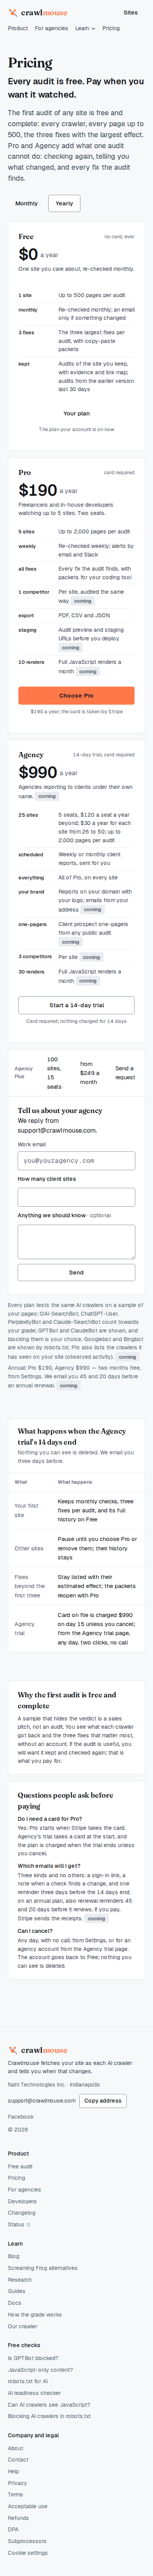 crawlmouse
Sites
Product For agencies Learn Pricing
Pricing
Every audit is free. Pay when you
want it watched.
The first audit of any site is free and
complete: every crawler, every page up to
500, the three fixes with the largest effect.
Pro and Agency add what one audit
cannot do: checking again, telling you
what changed, and every fix the audit
finds.
Monthly Yearly
Free no card, ever
$0 a year
One site you care about, re-checked monthly.
1 site Up to 500 pages per audit
monthly Re-checked monthly; an email
only if something changed
3 fixes The three largest fixes per
audit, with copy-paste
packets
kept Audits of the site you keep,
with evidence and link map;
audits from the earlier version
last 30 days
Your plan
The plan your account is on now
Pro card required
$190 a year
Freelancers and in-house developers
watching up to 5 sites. Two seats.
5 sites Up to 2,000 pages per audit
weekly Re-checked weekly; alerts by
email and Slack
all fixes Every fix the audit finds, with
packets for your coding tool
1 competitor Per site, audited the same
way coming
export PDF, CSV and JSON
staging Audit preview and staging
URLs before you deploy
coming
10 renders Full JavaScript renders a
month coming
Choose Pro
$190 a year; the card is taken by Stripe
Agency 14-day trial, card required
$990 a year
Agencies reporting to clients under their own
name. coming
25 sites 5 seats, $120 a seat a year
beyond; $30 a year for each
site from 26 to 50; up to
2,000 pages per audit
scheduled Weekly or monthly client
reports, sent for you
everything All of Pro, on every site
your brand Reports on your domain with
your logo; emails from your
address coming
one-pagers Client prospect one-pagers
from any public audit
coming
3 competitors Per site coming
30 renders Full JavaScript renders a
month coming
Start a 14-day trial
Card required; nothing charged for 14 days
Agency
Plus
100
sites,
15
seats
from
$249 a
month
Send a
request
Tell us about your agency
We reply from
support@crawlmouse.com.
Work email
you@youragency.com
How many client sites
Anything we should know · optional
Send
Every plan tests the same AI crawlers on a sample of
your pages: OAI-SearchBot, ChatGPT-User,
PerplexityBot and Claude-SearchBot count towards
your grade; GPTBot and ClaudeBot are shown, and
blocking them is your choice. Googlebot and Bingbot
are shown by robots.txt. Pro also tests the crawlers it
has seen on your site (observed activity). coming
Annual: Pro $190, Agency $990 — two months free,
from Settings. We email you 45 and 20 days before
an annual renewal. coming
What happens when the Agency
trial's 14 days end
Nothing you can see is deleted. We email you
three days before.
What What happens
Your first
site
Keeps monthly checks, three
fixes per audit, and its full
history on Free
Other sites
Pause until you choose Pro or
remove them; their history
stays
Fixes
beyond the
first three
Stay listed with their
estimated effect; the packets
reopen with Pro
Agency
trial
Card on file is charged $990
on day 15 unless you cancel;
from the Agency trial page,
any day, two clicks, no call
Why the first audit is free and
complete
A sample that hides the verdict is a sales
pitch, not an audit. You see what each crawler
got back and the three fixes that matter most,
without an account. If the audit is useful, you
will want it kept and checked again; that is
what you pay for.
Questions people ask before
paying
Do I need a card for Pro?
Yes: Pro starts when Stripe takes the card.
Agency's trial takes a card at the start, and
the plan is charged on day 15 unless you
cancel.
Which emails will I get?
Three kinds and no others: a sign-in link, a
note when a check finds a change, and one
reminder three days before the 14 days end;
on an annual plan, also renewal reminders 45
and 20 days before it renews. If you pay,
Stripe sends the receipts. coming
Can I cancel?
Any day, with no call; from Settings, or for an
agency account from the Agency trial page.
The account goes back to Free; nothing you
can see is deleted.
crawlmouse
Crawlmouse fetches your site as each AI crawler
and tells you when that changes.
Nahi Technologies Inc. · Indianapolis
support@crawlmouse.com Copy address
Facebook
© 2026
Product
Free audit
Pricing
For agencies
Developers
Changelog
Status
Learn
Blog
Screaming Frog alternatives
Research
Guides
Docs
How the grade works
Our crawler
Free checks
Is GPTBot blocked?
JavaScript-only content?
robots.txt for AI
AI readiness checker
Can AI crawlers see JavaScript?
Blocking AI crawlers in robots.txt
Company and legal
About
Contact
Help
Privacy
Terms
Acceptable use
Refunds
DPA
Subprocessors
Cookie settings